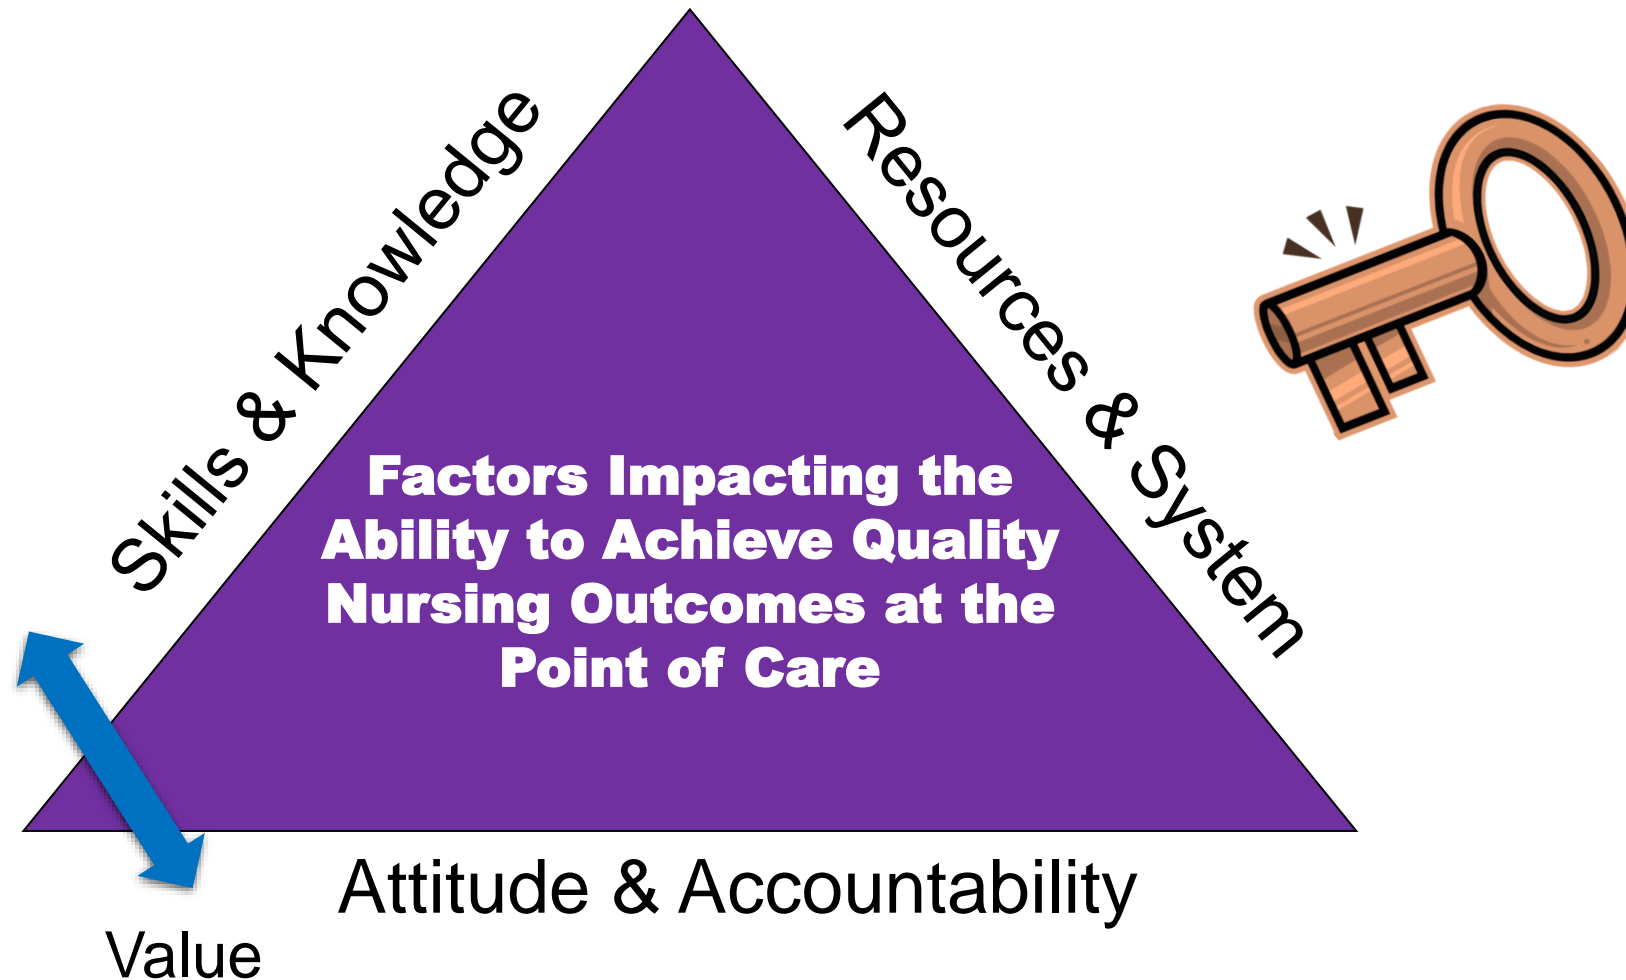 Skills & Knowledge
Resources & System
Factors Impacting the
Ability to Achieve Quality
Nursing Outcomes at the
Point of Care
Attitude & Accountability
Value